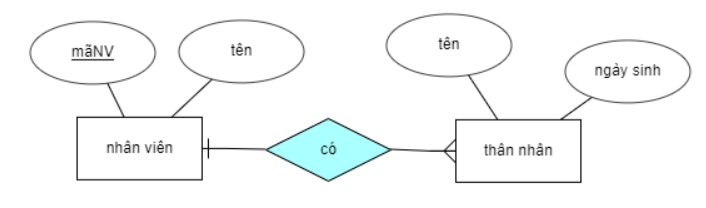 mãNV
tên
tên
ngày sinh
nhân viên
có
thân nhân